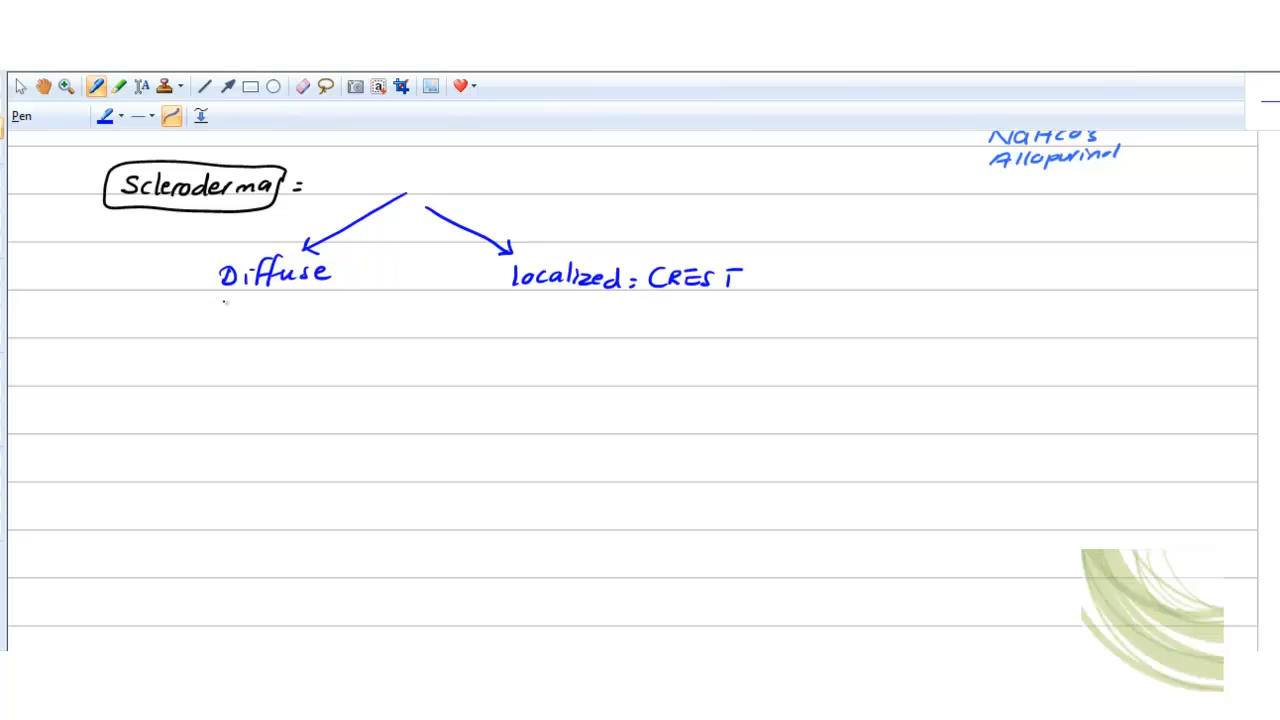 Pen
NaHCO3
Allopurinol
Scleroderma =
Diffuse
localized = CREST